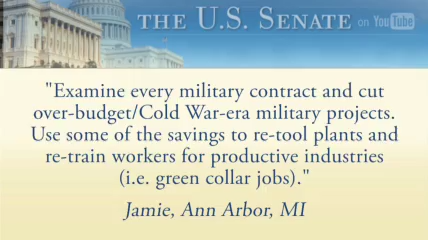 THE U.S. SENATE on YouTube
"Examine every military contract and cut
over-budget/Cold War-era military projects.
Use some of the savings to re-tool plants and
re-train workers for productive industries
(i.e. green collar jobs)."
Jamie, Ann Arbor, MI